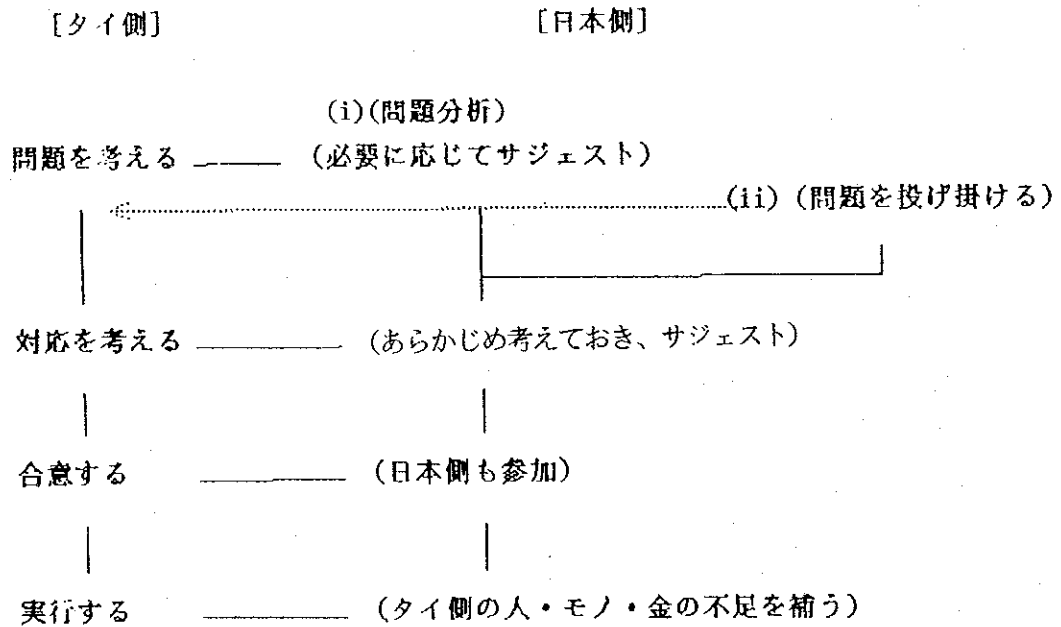 [タイ側] [日本側]
(i)(問題分析)
問題を考える (必要に応じてサジェスト)
(ii) (問題を投げ掛ける)
対応を考える (あらかじめ考えておき、サジェスト)
合意する (日本側も参加)
実行する (タイ側の人・モノ・金の不足を補う)